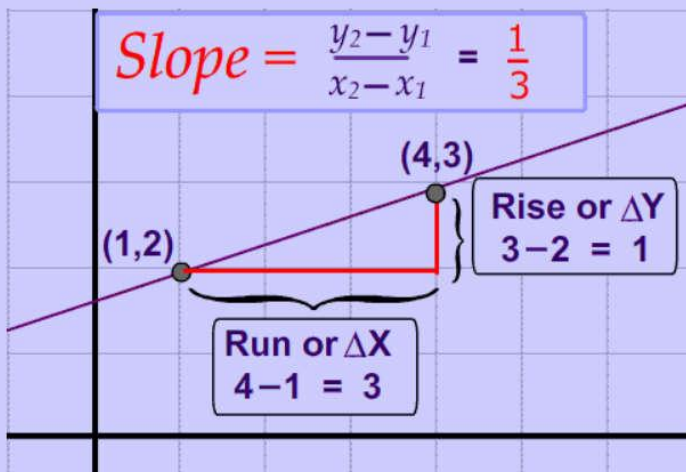 Slope = y₂−y₁ / x₂−x₁ = 1/3
(4,3)
(1,2)
Rise or ΔY
3−2 = 1
Run or ΔX
4−1 = 3